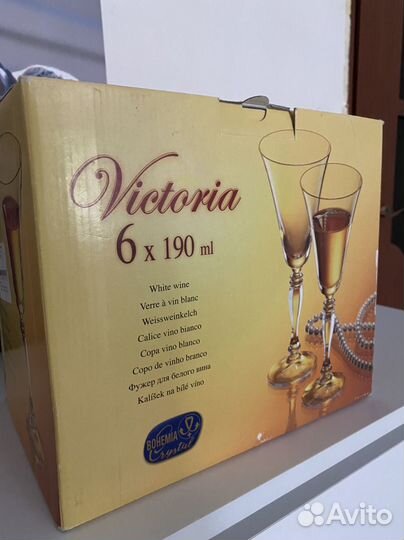 Victoria
6 x 190 ml
White wine
Verre à vin blanc
Weissweinkelch
Calice vino bianco
Copa vino blanco
Copo de vinho branco
Фужер для белого вина
Kalíšek na bílé víno
BOHEMIA
Crystal
Avito